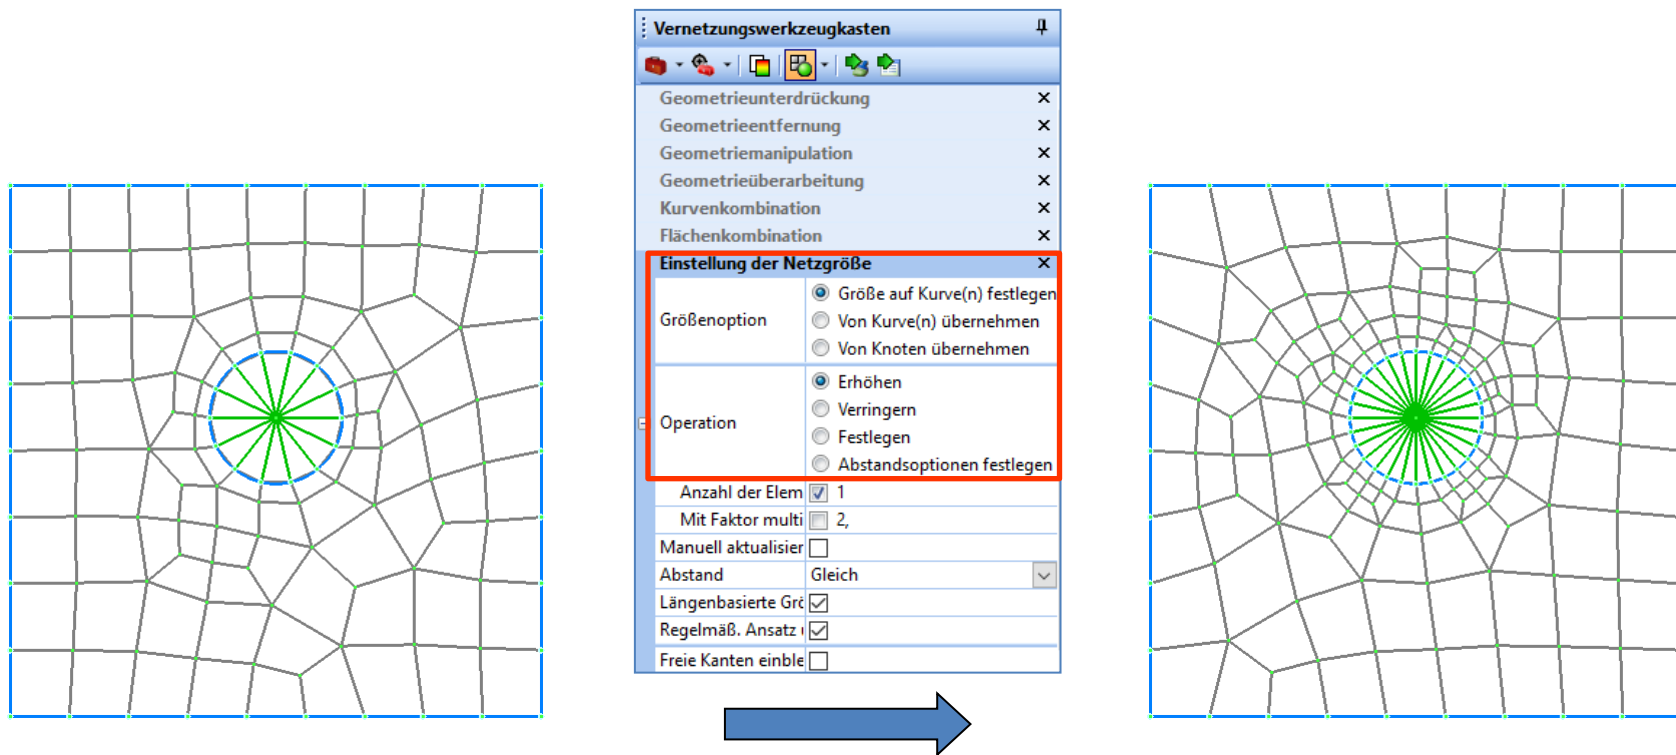 Vernetzungswerkzeugkasten
Geometrieunterdrückung
Geometrieentfernung
Geometriemanipulation
Geometrieüberarbeitung
Kurvenkombination
Flächenkombination
Einstellung der Netzgröße
Größenoption
Größe auf Kurve(n) festlegen
Von Kurve(n) übernehmen
Von Knoten übernehmen
Operation
Erhöhen
Verringern
Festlegen
Abstandsoptionen festlegen
Anzahl der Elem 1
Mit Faktor multi 2,
Manuell aktualisier
Abstand Gleich
Längenbasierte Grö
Regelmäß. Ansatz u
Freie Kanten einble